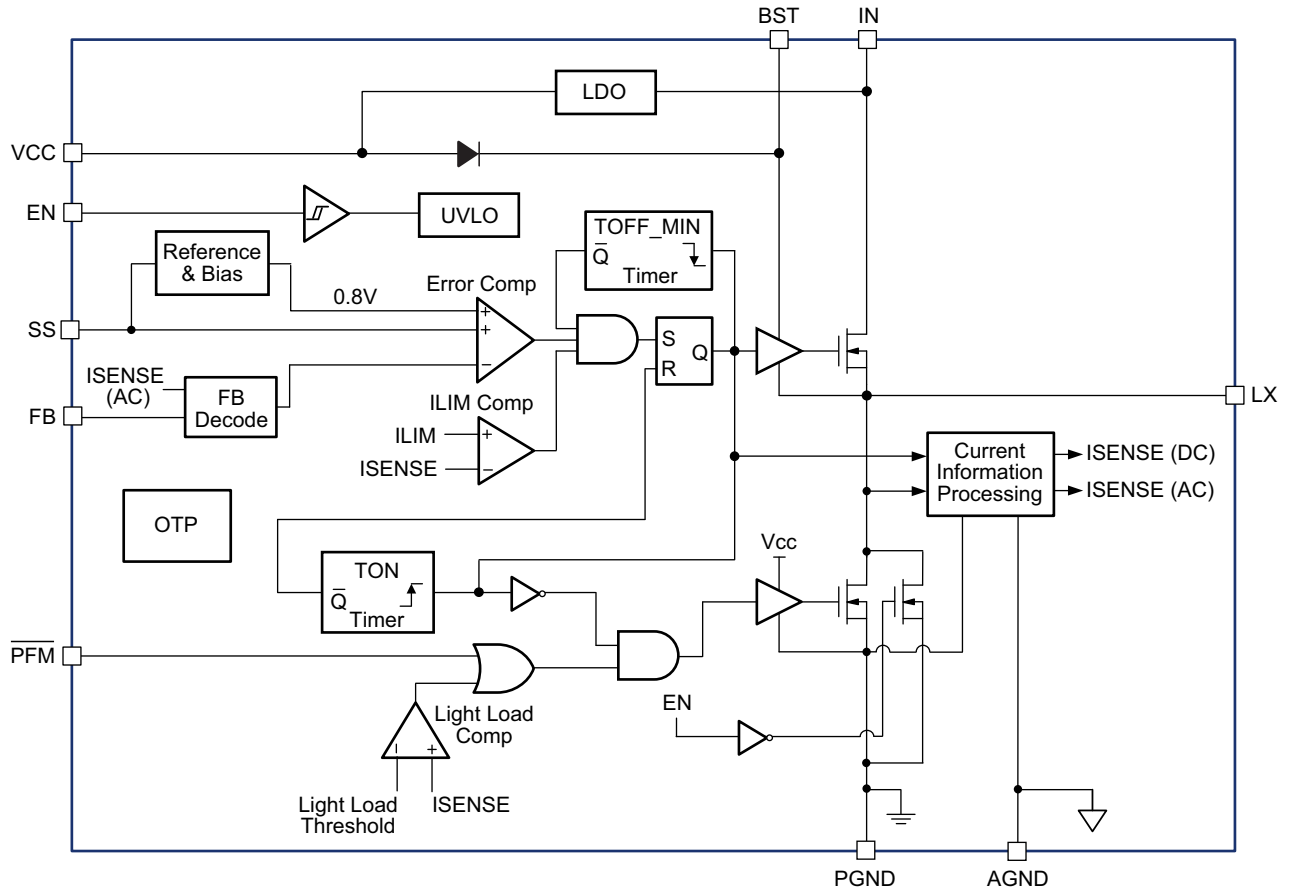 BST
IN
LDO
VCC
EN
UVLO
TOFF_MIN
Q̅
Timer
Reference
& Bias
0.8V
Error Comp
+
+
−
SS
S
R
Q
ISENSE
(AC)
FB
Decode
FB
ILIM Comp
ILIM
+
ISENSE
−
LX
Current
Information
Processing
ISENSE (DC)
ISENSE (AC)
OTP
Vcc
TON
Q̅
Timer
P̅F̅M̅
Light Load
Comp
−
+
EN
Light Load
Threshold
ISENSE
PGND
AGND